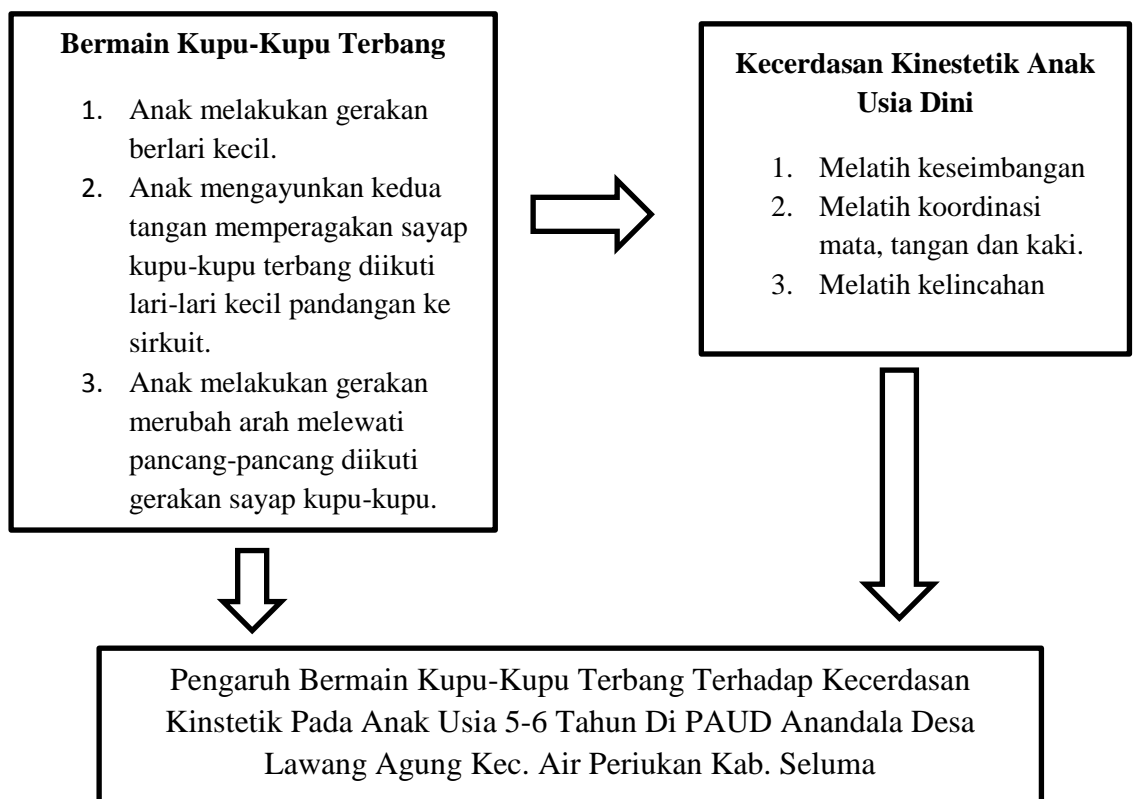 Bermain Kupu-Kupu Terbang
1. Anak melakukan gerakan
berlari kecil.
2. Anak mengayunkan kedua
tangan memperagakan sayap
kupu-kupu terbang diikuti
lari-lari kecil pandangan ke
sirkuit.
3. Anak melakukan gerakan
merubah arah melewati
pancang-pancang diikuti
gerakan sayap kupu-kupu.
Kecerdasan Kinestetik Anak
Usia Dini
1. Melatih keseimbangan
2. Melatih koordinasi
mata, tangan dan kaki.
3. Melatih kelincahan
Pengaruh Bermain Kupu-Kupu Terbang Terhadap Kecerdasan
Kinstetik Pada Anak Usia 5-6 Tahun Di PAUD Anandala Desa
Lawang Agung Kec. Air Periukan Kab. Seluma